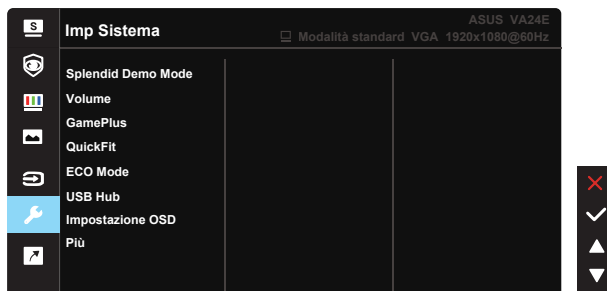 S
Imp Sistema
ASUS VA24E
Modalità standard VGA 1920x1080@60Hz
Splendid Demo Mode
Volume
GamePlus
QuickFit
ECO Mode
USB Hub
Impostazione OSD
Più